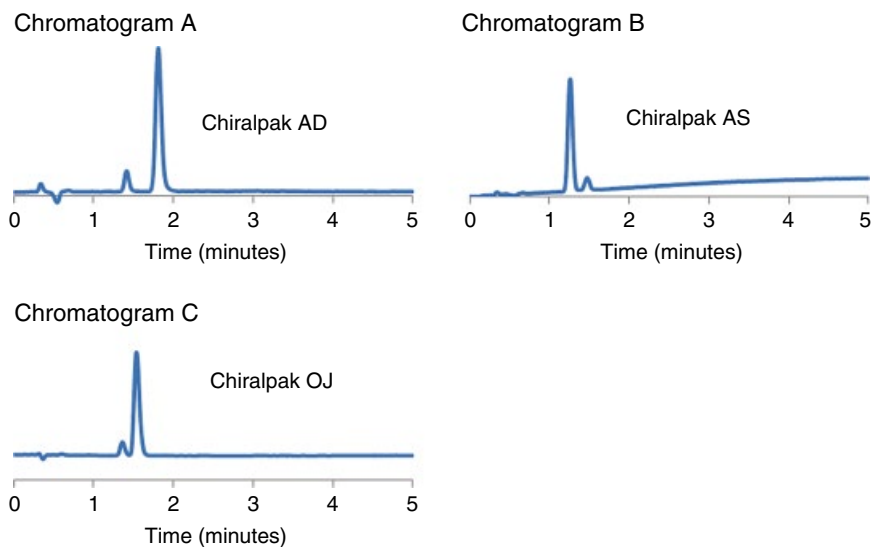 Chromatogram A
Chiralpak AD
0 1 2 3 4 5
Time (minutes)
Chromatogram B
Chiralpak AS
0 1 2 3 4 5
Time (minutes)
Chromatogram C
Chiralpak OJ
0 1 2 3 4 5
Time (minutes)